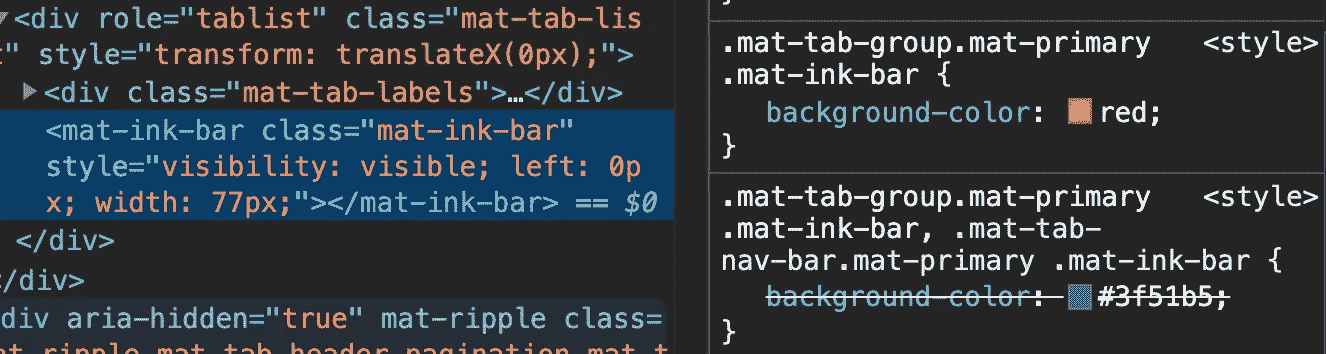 <div role="tablist" class="mat-tab-lis
t" style="transform: translateX(0px);">
<div class="mat-tab-labels">…</div>
<mat-ink-bar class="mat-ink-bar"
style="visibility: visible; left: 0p
x; width: 77px;"></mat-ink-bar> == $0
</div>
</div>
div aria-hidden="true" mat-ripple class=
.mat-tab-group.mat-primary <style>
.mat-ink-bar {
background-color: red;
}
.mat-tab-group.mat-primary <style>
.mat-ink-bar, .mat-tab-
nav-bar.mat-primary .mat-ink-bar {
background-color: #3f51b5;
}